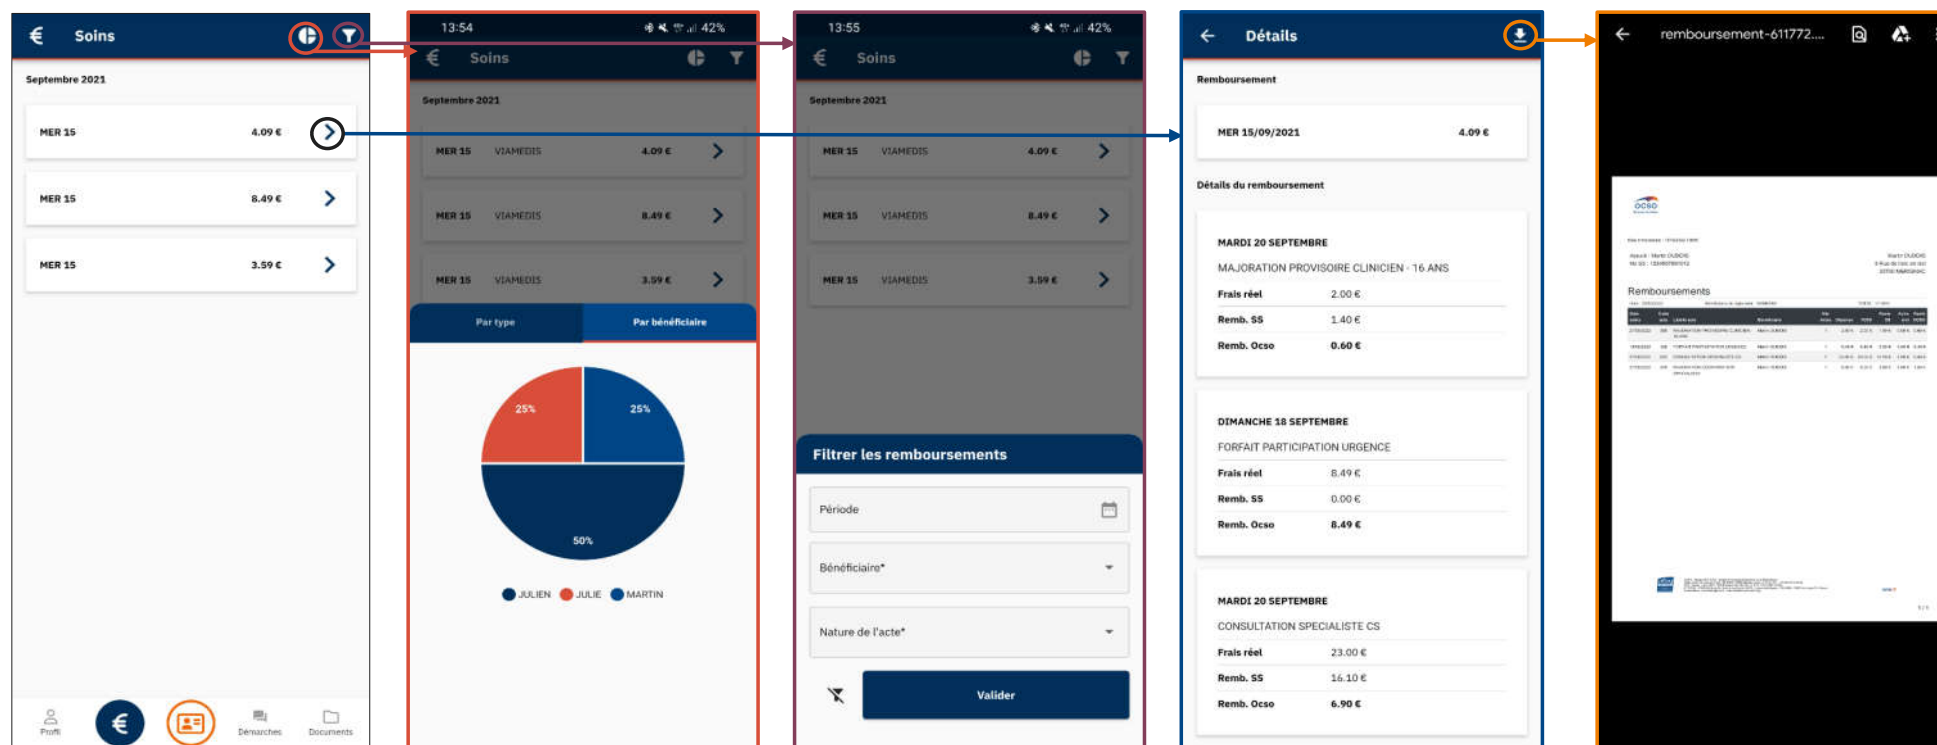 € Soins
Septembre 2021
MER 15 4.09 €
MER 15 8.49 €
MER 15 3.59 €
Profil
€
Démarches
Documents
13:54 42%
€ Soins
Septembre 2021
MER 15 VIAMEDIS 4.09 €
MER 15 VIAMEDIS 8.49 €
MER 15 VIAMEDIS 3.59 €
Par type Par bénéficiaire
25% 25%
50%
JULIEN JULIE MARTIN
13:55 42%
€ Soins
Septembre 2021
MER 15 VIAMEDIS 4.09 €
MER 15 VIAMEDIS 8.49 €
MER 15 VIAMEDIS 3.59 €
Filtrer les remboursements
Période
Bénéficiaire*
Nature de l'acte*
Valider
Détails
Remboursement
MER 15/09/2021 4.09 €
Détails du remboursement
MARDI 20 SEPTEMBRE
MAJORATION PROVISOIRE CLINICIEN - 16 ANS
Frais réel 2.00 €
Remb. SS 1.40 €
Remb. Ocso 0.60 €
DIMANCHE 18 SEPTEMBRE
FORFAIT PARTICIPATION URGENCE
Frais réel 8.49 €
Remb. SS 0.00 €
Remb. Ocso 8.49 €
MARDI 20 SEPTEMBRE
CONSULTATION SPECIALISTE CS
Frais réel 23.00 €
Remb. SS 16.10 €
Remb. Ocso 6.90 €
remboursement-611772....
ocso
Remboursements